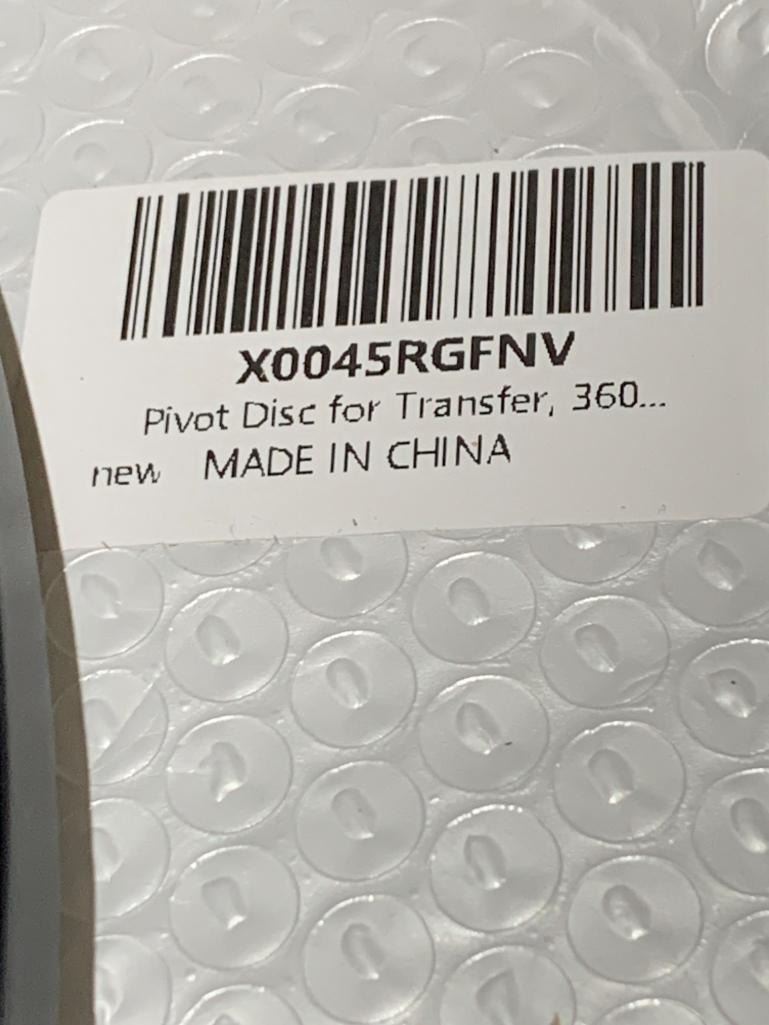 X0045RGFNV
Pivot Disc for Transfer, 360...
new MADE IN CHINA